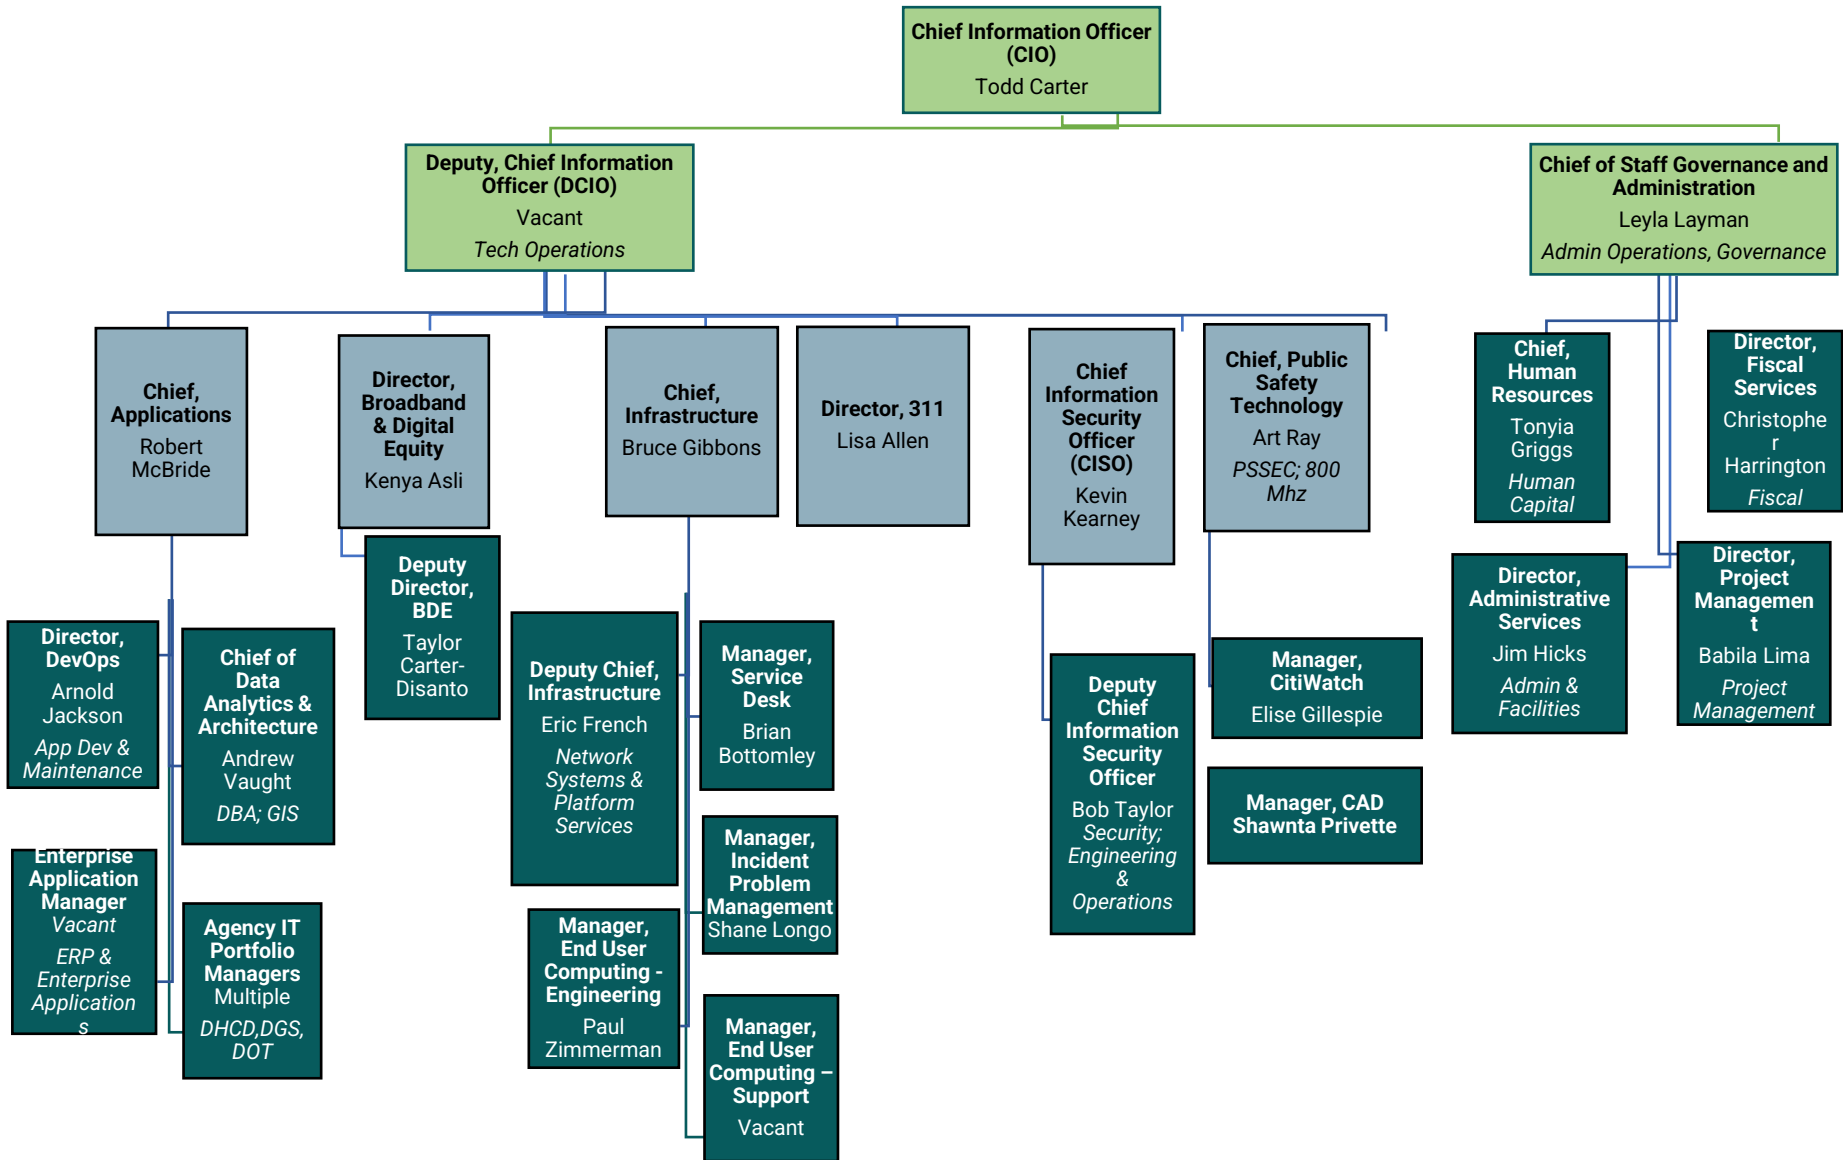 Chief Information Officer
(CIO)
Todd Carter
Deputy, Chief Information
Officer (DCIO)
Vacant
Tech Operations
Chief of Staff Governance and
Administration
Leyla Layman
Admin Operations, Governance
Chief,
Applications
Robert
McBride
Director,
Broadband
& Digital
Equity
Kenya Asli
Chief,
Infrastructure
Bruce Gibbons
Director, 311
Lisa Allen
Chief
Information
Security
Officer
(CISO)
Kevin
Kearney
Chief, Public
Safety
Technology
Art Ray
PSSEC; 800
Mhz
Chief,
Human
Resources
Tonyia
Griggs
Human
Capital
Director,
Fiscal
Services
Christophe
r
Harrington
Fiscal
Deputy
Director,
BDE
Taylor
Carter-
Disanto
Director,
DevOps
Arnold
Jackson
App Dev &
Maintenance
Chief of
Data
Analytics &
Architecture
Andrew
Vaught
DBA; GIS
Deputy Chief,
Infrastructure
Eric French
Network
Systems &
Platform
Services
Manager,
Service
Desk
Brian
Bottomley
Deputy
Chief
Information
Security
Officer
Bob Taylor
Security;
Engineering
&
Operations
Manager,
CitiWatch
Elise Gillespie
Manager, CAD
Shawnta Privette
Director,
Administrative
Services
Jim Hicks
Admin &
Facilities
Director,
Project
Managemen
t
Babila Lima
Project
Management
Enterprise
Application
Manager
Vacant
ERP &
Enterprise
Application
s
Agency IT
Portfolio
Managers
Multiple
DHCD,DGS,
DOT
Manager,
End User
Computing -
Engineering
Paul
Zimmerman
Manager,
Incident
Problem
Management
Shane Longo
Manager,
End User
Computing –
Support
Vacant